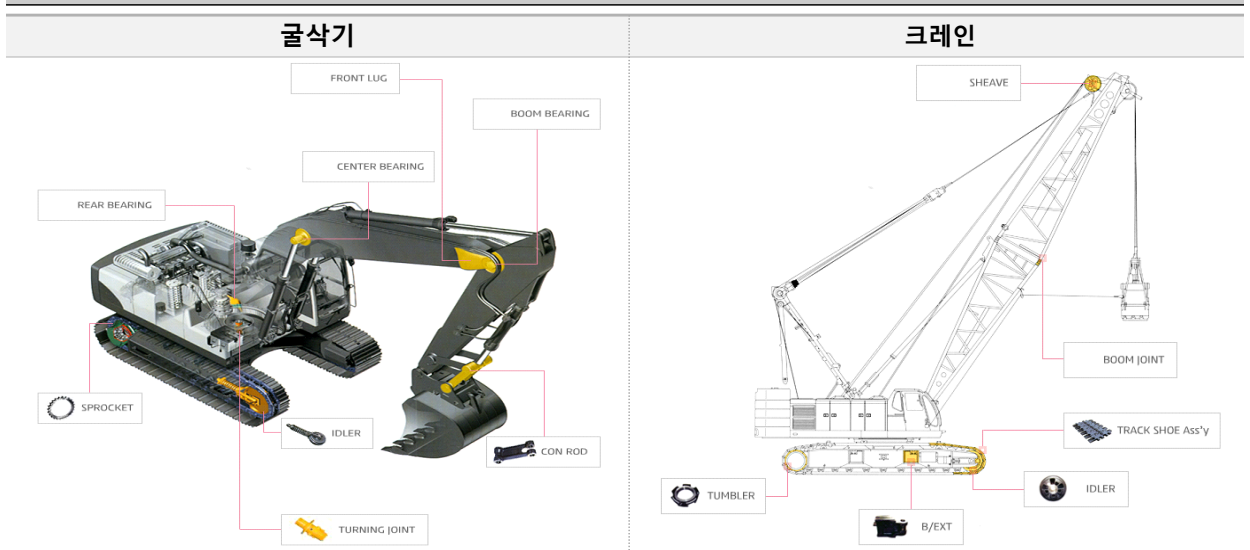 굴삭기
크레인
FRONT LUG
BOOM BEARING
CENTER BEARING
REAR BEARING
SPROCKET
IDLER
CON ROD
TURNING JOINT
SHEAVE
BOOM JOINT
TRACK SHOE Ass'y
IDLER
TUMBLER
B/EXT